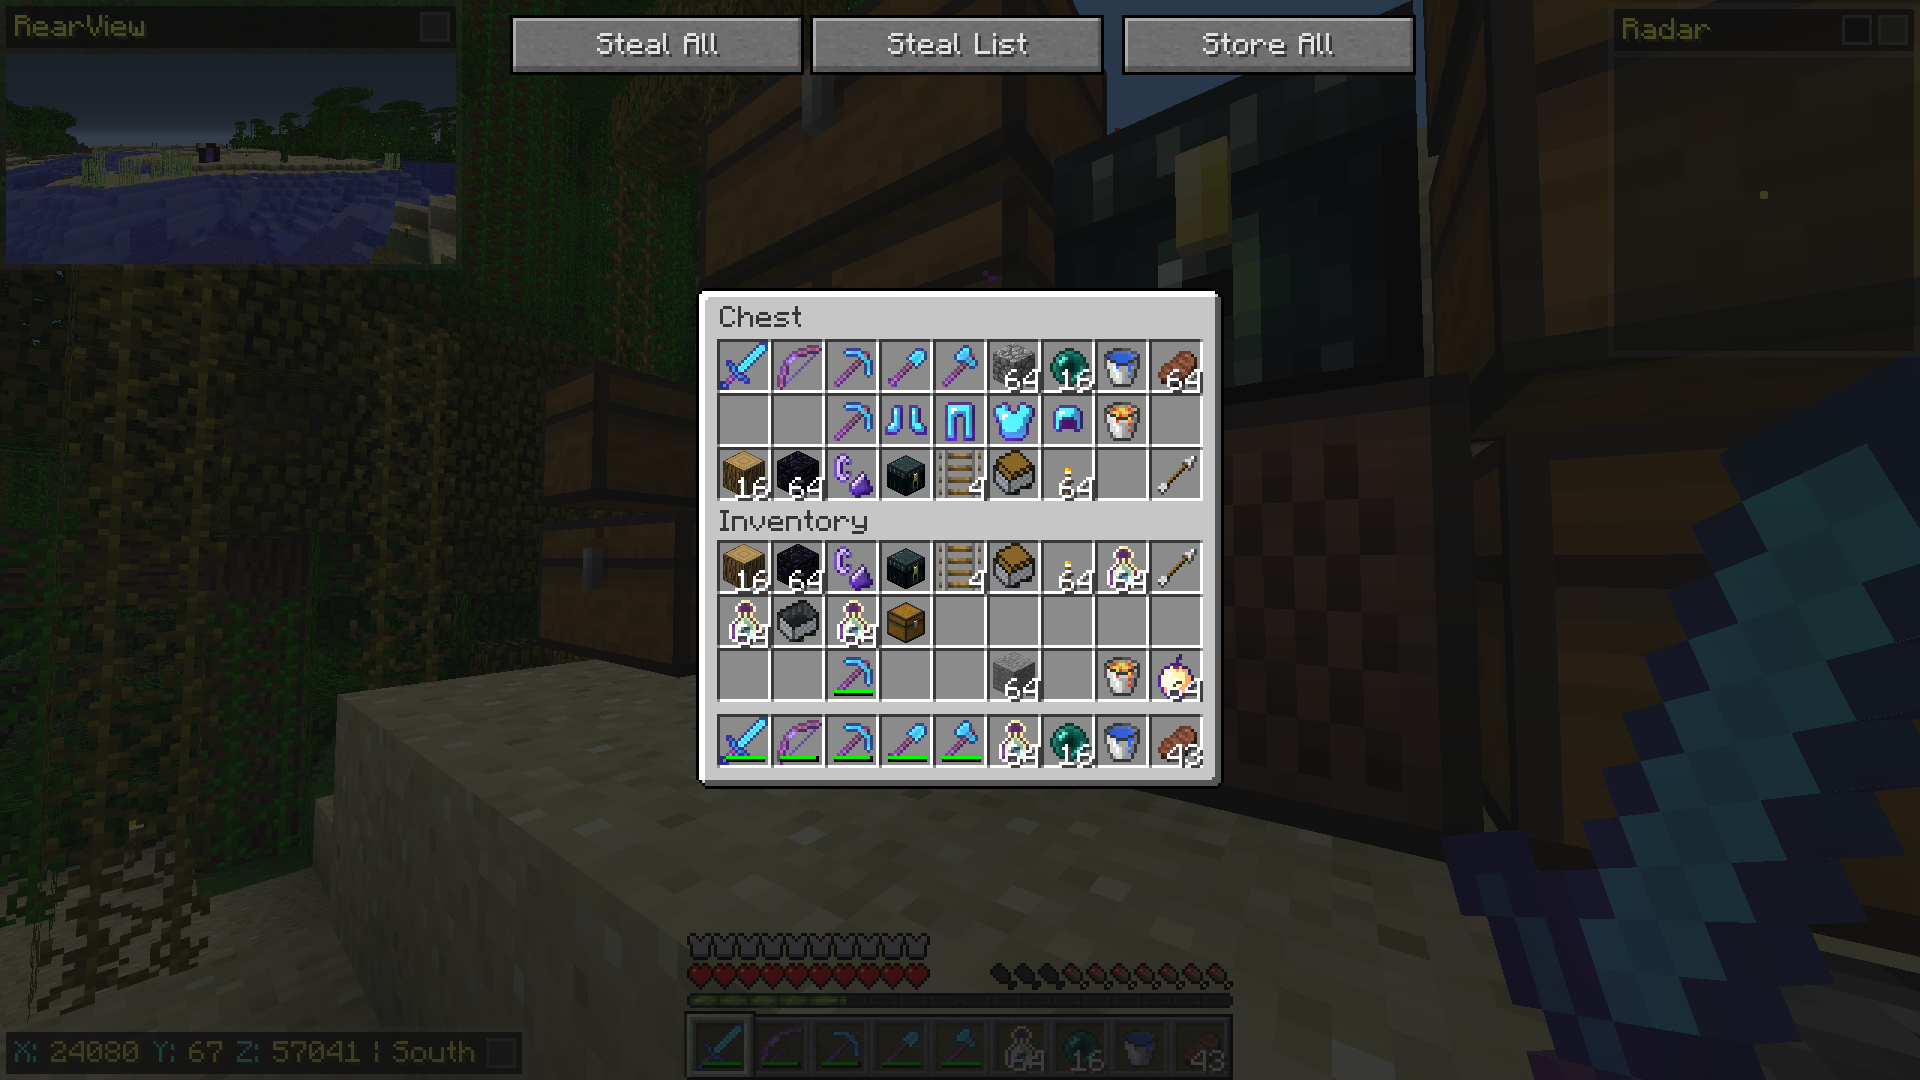 RearView
Steal All
Steal List
Store All
Radar
Chest
64 16 64
16 64 4 64
Inventory
16 64 4 64 64
64 64
64 64
64 16 43
64 16 43
X: 24080 Y: 67 Z: 57041 | South